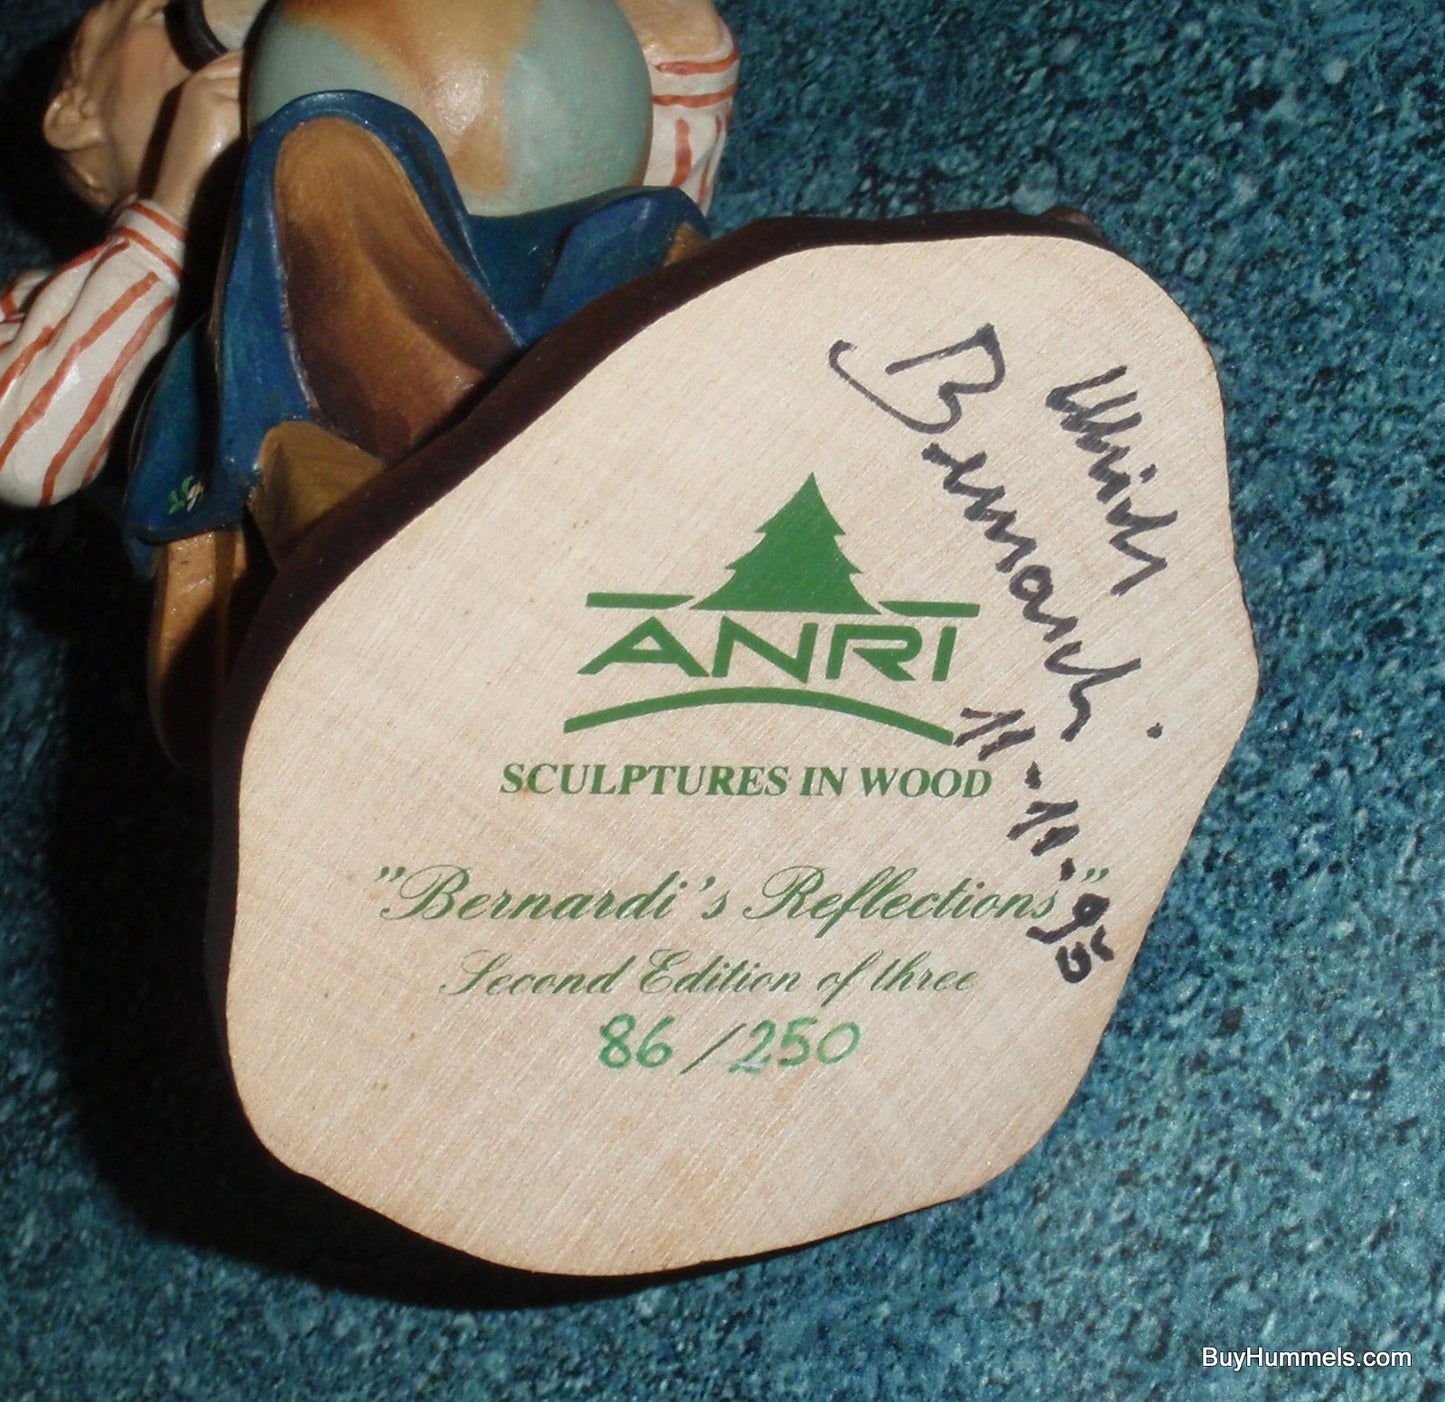 Ulrich
Bernardi
11-11-95
ANRI
SCULPTURES IN WOOD
"Bernardi's Reflections"
Second Edition of three
86/250
BuyHummels.com